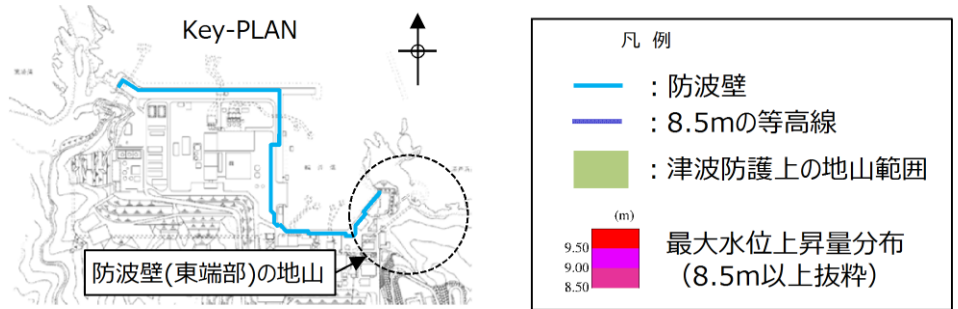 Key-PLAN
防波壁(東端部)の地山
凡 例
：防波壁
：8.5mの等高線
：津波防護上の地山範囲
(m)
9.50
9.00
8.50
最大水位上昇量分布
（8.5m以上抜粋）